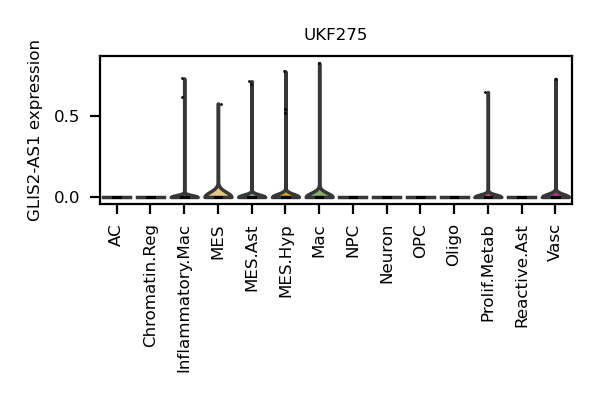 UKF275
GLIS2-AS1 expression
0.5
0.0
AC
Chromatin.Reg
Inflammatory.Mac
MES
MES.Ast
MES.Hyp
Mac
NPC
Neuron
OPC
Oligo
Prolif.Metab
Reactive.Ast
Vasc